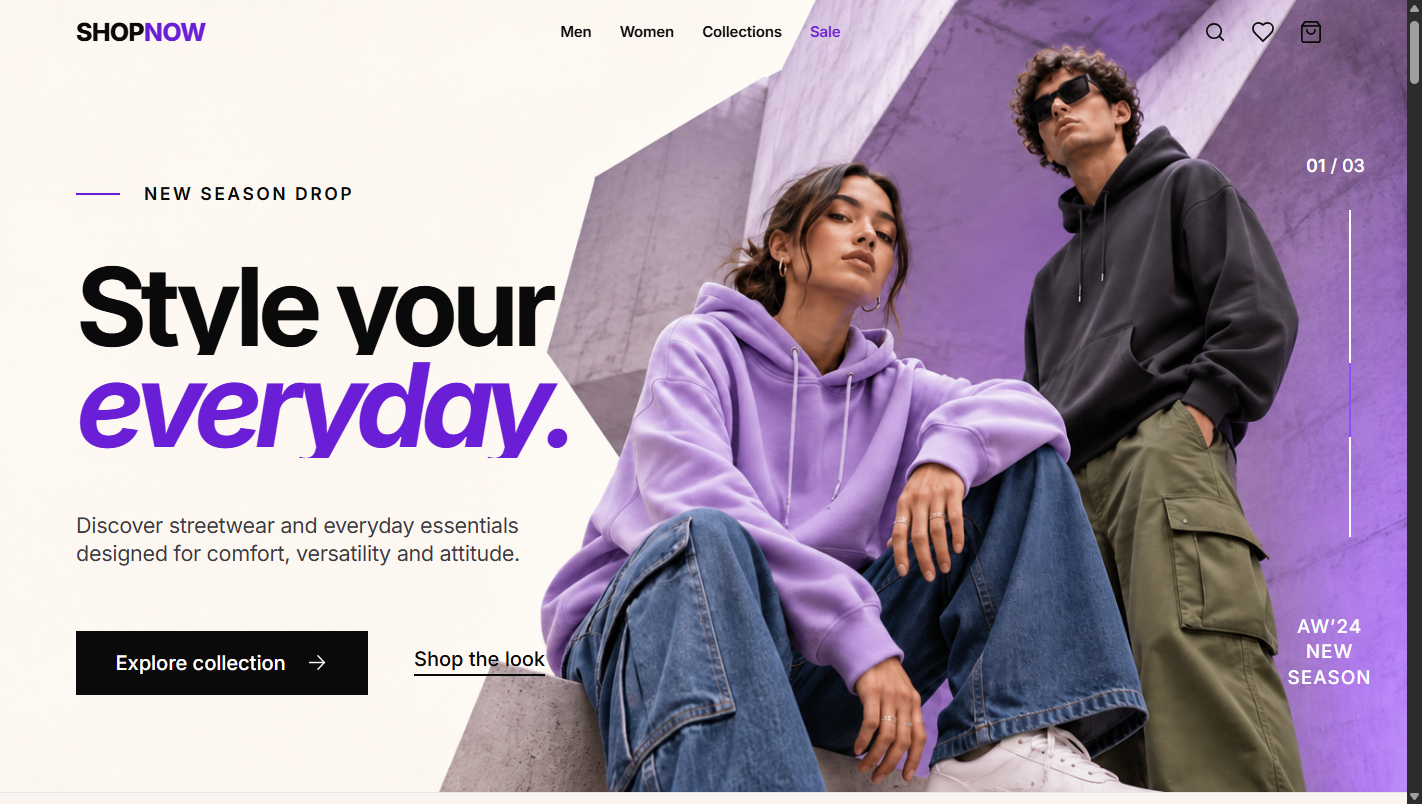 SHOPNOW
Men
Women
Collections
Sale
NEW SEASON DROP
Style your
everyday.
Discover streetwear and everyday essentials
designed for comfort, versatility and attitude.
Explore collection
Shop the look
01 / 03
AW’24
NEW
SEASON